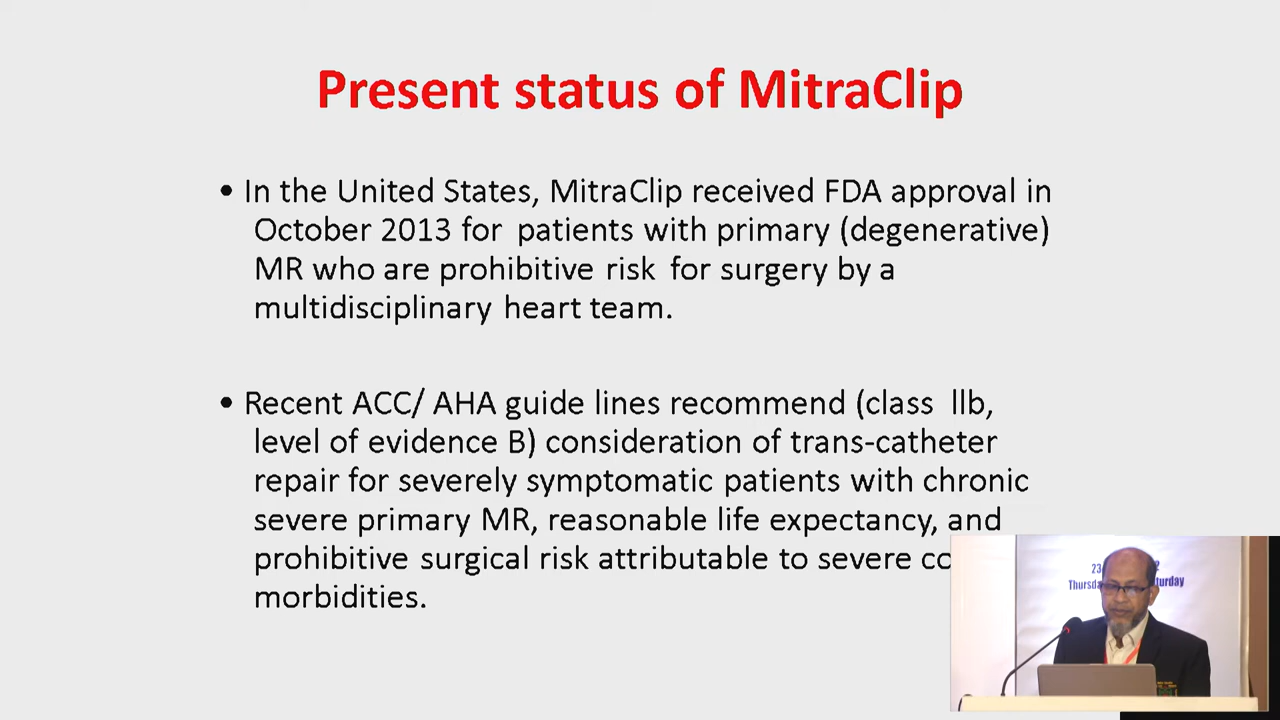 Present status of MitraClip
• In the United States, MitraClip received FDA approval in
October 2013 for patients with primary (degenerative)
MR who are prohibitive risk for surgery by a
multidisciplinary heart team.
• Recent ACC/ AHA guide lines recommend (class llb,
level of evidence B) consideration of trans-catheter
repair for severely symptomatic patients with chronic
severe primary MR, reasonable life expectancy, and
prohibitive surgical risk attributable to severe co
morbidities.
23